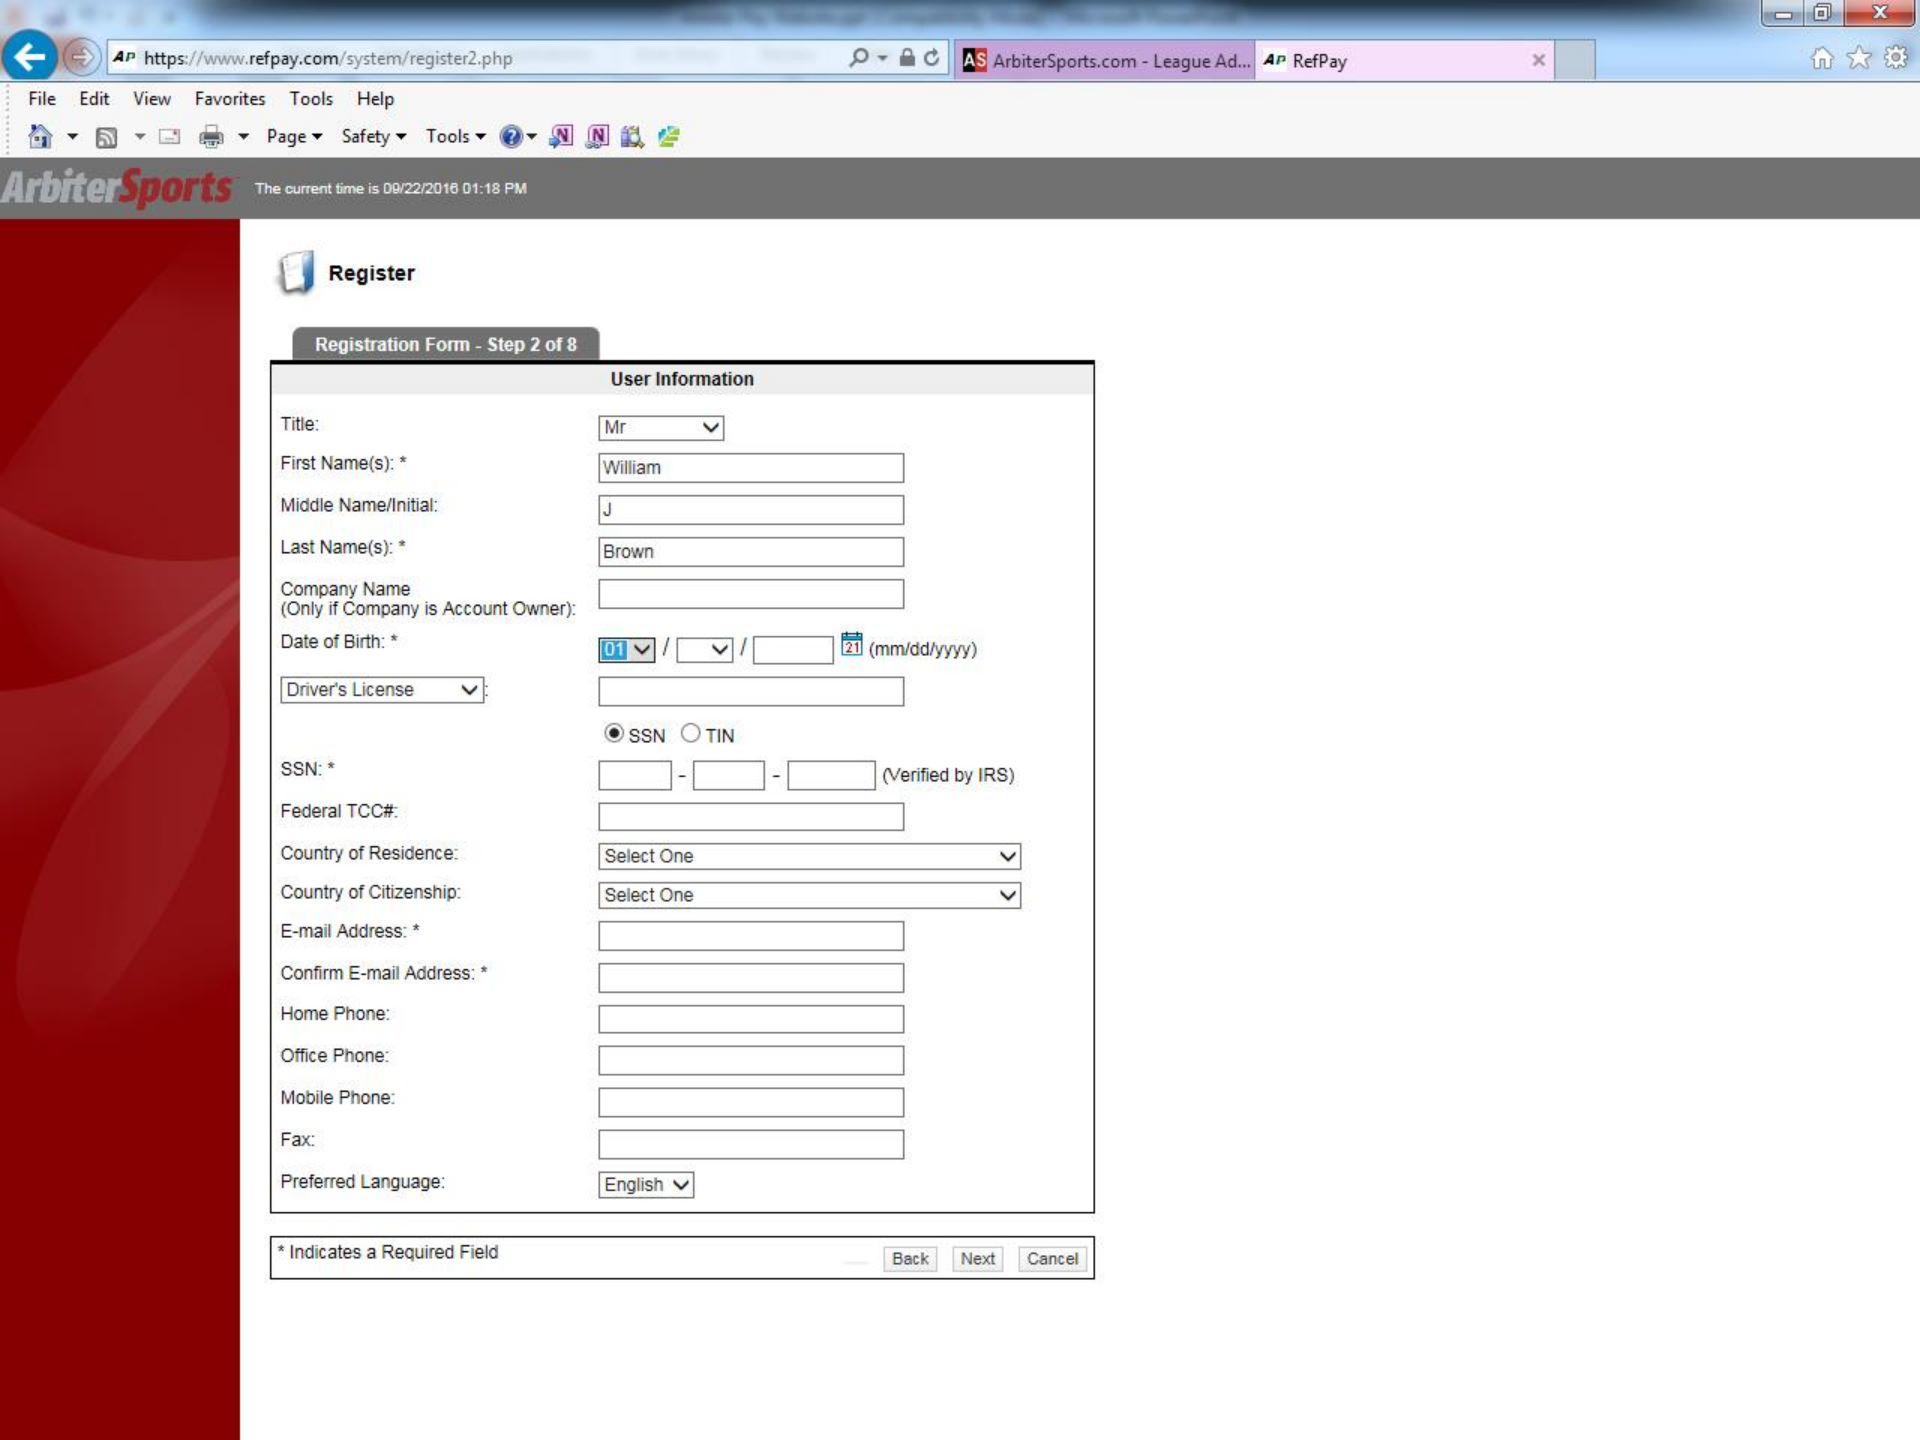 https://www.refpay.com/system/register2.php
AS ArbiterSports.com - League Ad...
AP RefPay
File Edit View Favorites Tools Help
Page Safety Tools
ArbiterSports The current time is 09/22/2016 01:18 PM
Register
Registration Form - Step 2 of 8
User Information
Title: Mr
First Name(s): * William
Middle Name/Initial: J
Last Name(s): * Brown
Company Name
(Only if Company is Account Owner):
Date of Birth: * 01 / / 21 (mm/dd/yyyy)
Driver's License :
SSN TIN
SSN: * - - (Verified by IRS)
Federal TCC#:
Country of Residence: Select One
Country of Citizenship: Select One
E-mail Address: *
Confirm E-mail Address: *
Home Phone:
Office Phone:
Mobile Phone:
Fax:
Preferred Language: English
* Indicates a Required Field Back Next Cancel